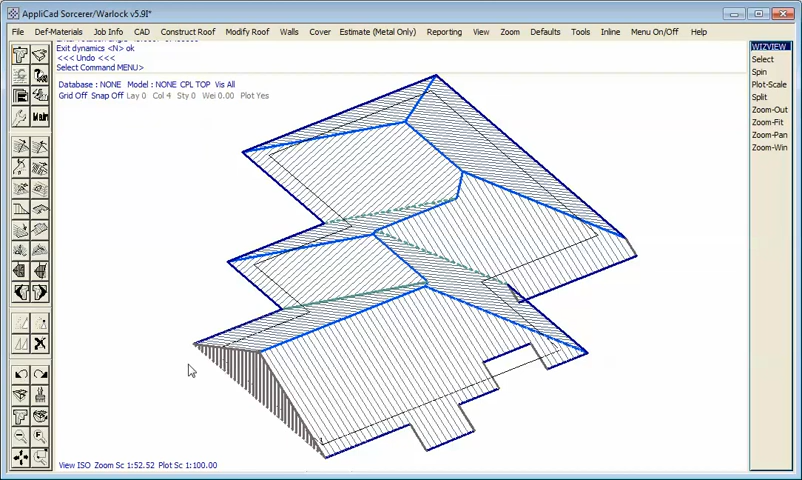 AppliCad Sorcerer/Warlock v5.9I*
File Def-Materials Job Info CAD Construct Roof Modify Roof Walls Cover Estimate (Metal Only) Reporting View Zoom Defaults Tools Inline Menu On/Off Help
Exit dynamics <N> ok
<<< Undo <<<
Select Command MENU>
Database : NONE Model : NONE CPL TOP Vis All
Grid Off Snap Off Lay 0 Col 4 Sty 0 Wei 0.00 Plot Yes
Main
WIZVIEW
Select
Spin
Plot-Scale
Split
Zoom-Out
Zoom-Fit
Zoom-Pan
Zoom-Win
View ISO Zoom Sc 1:52.52 Plot Sc 1:100.00